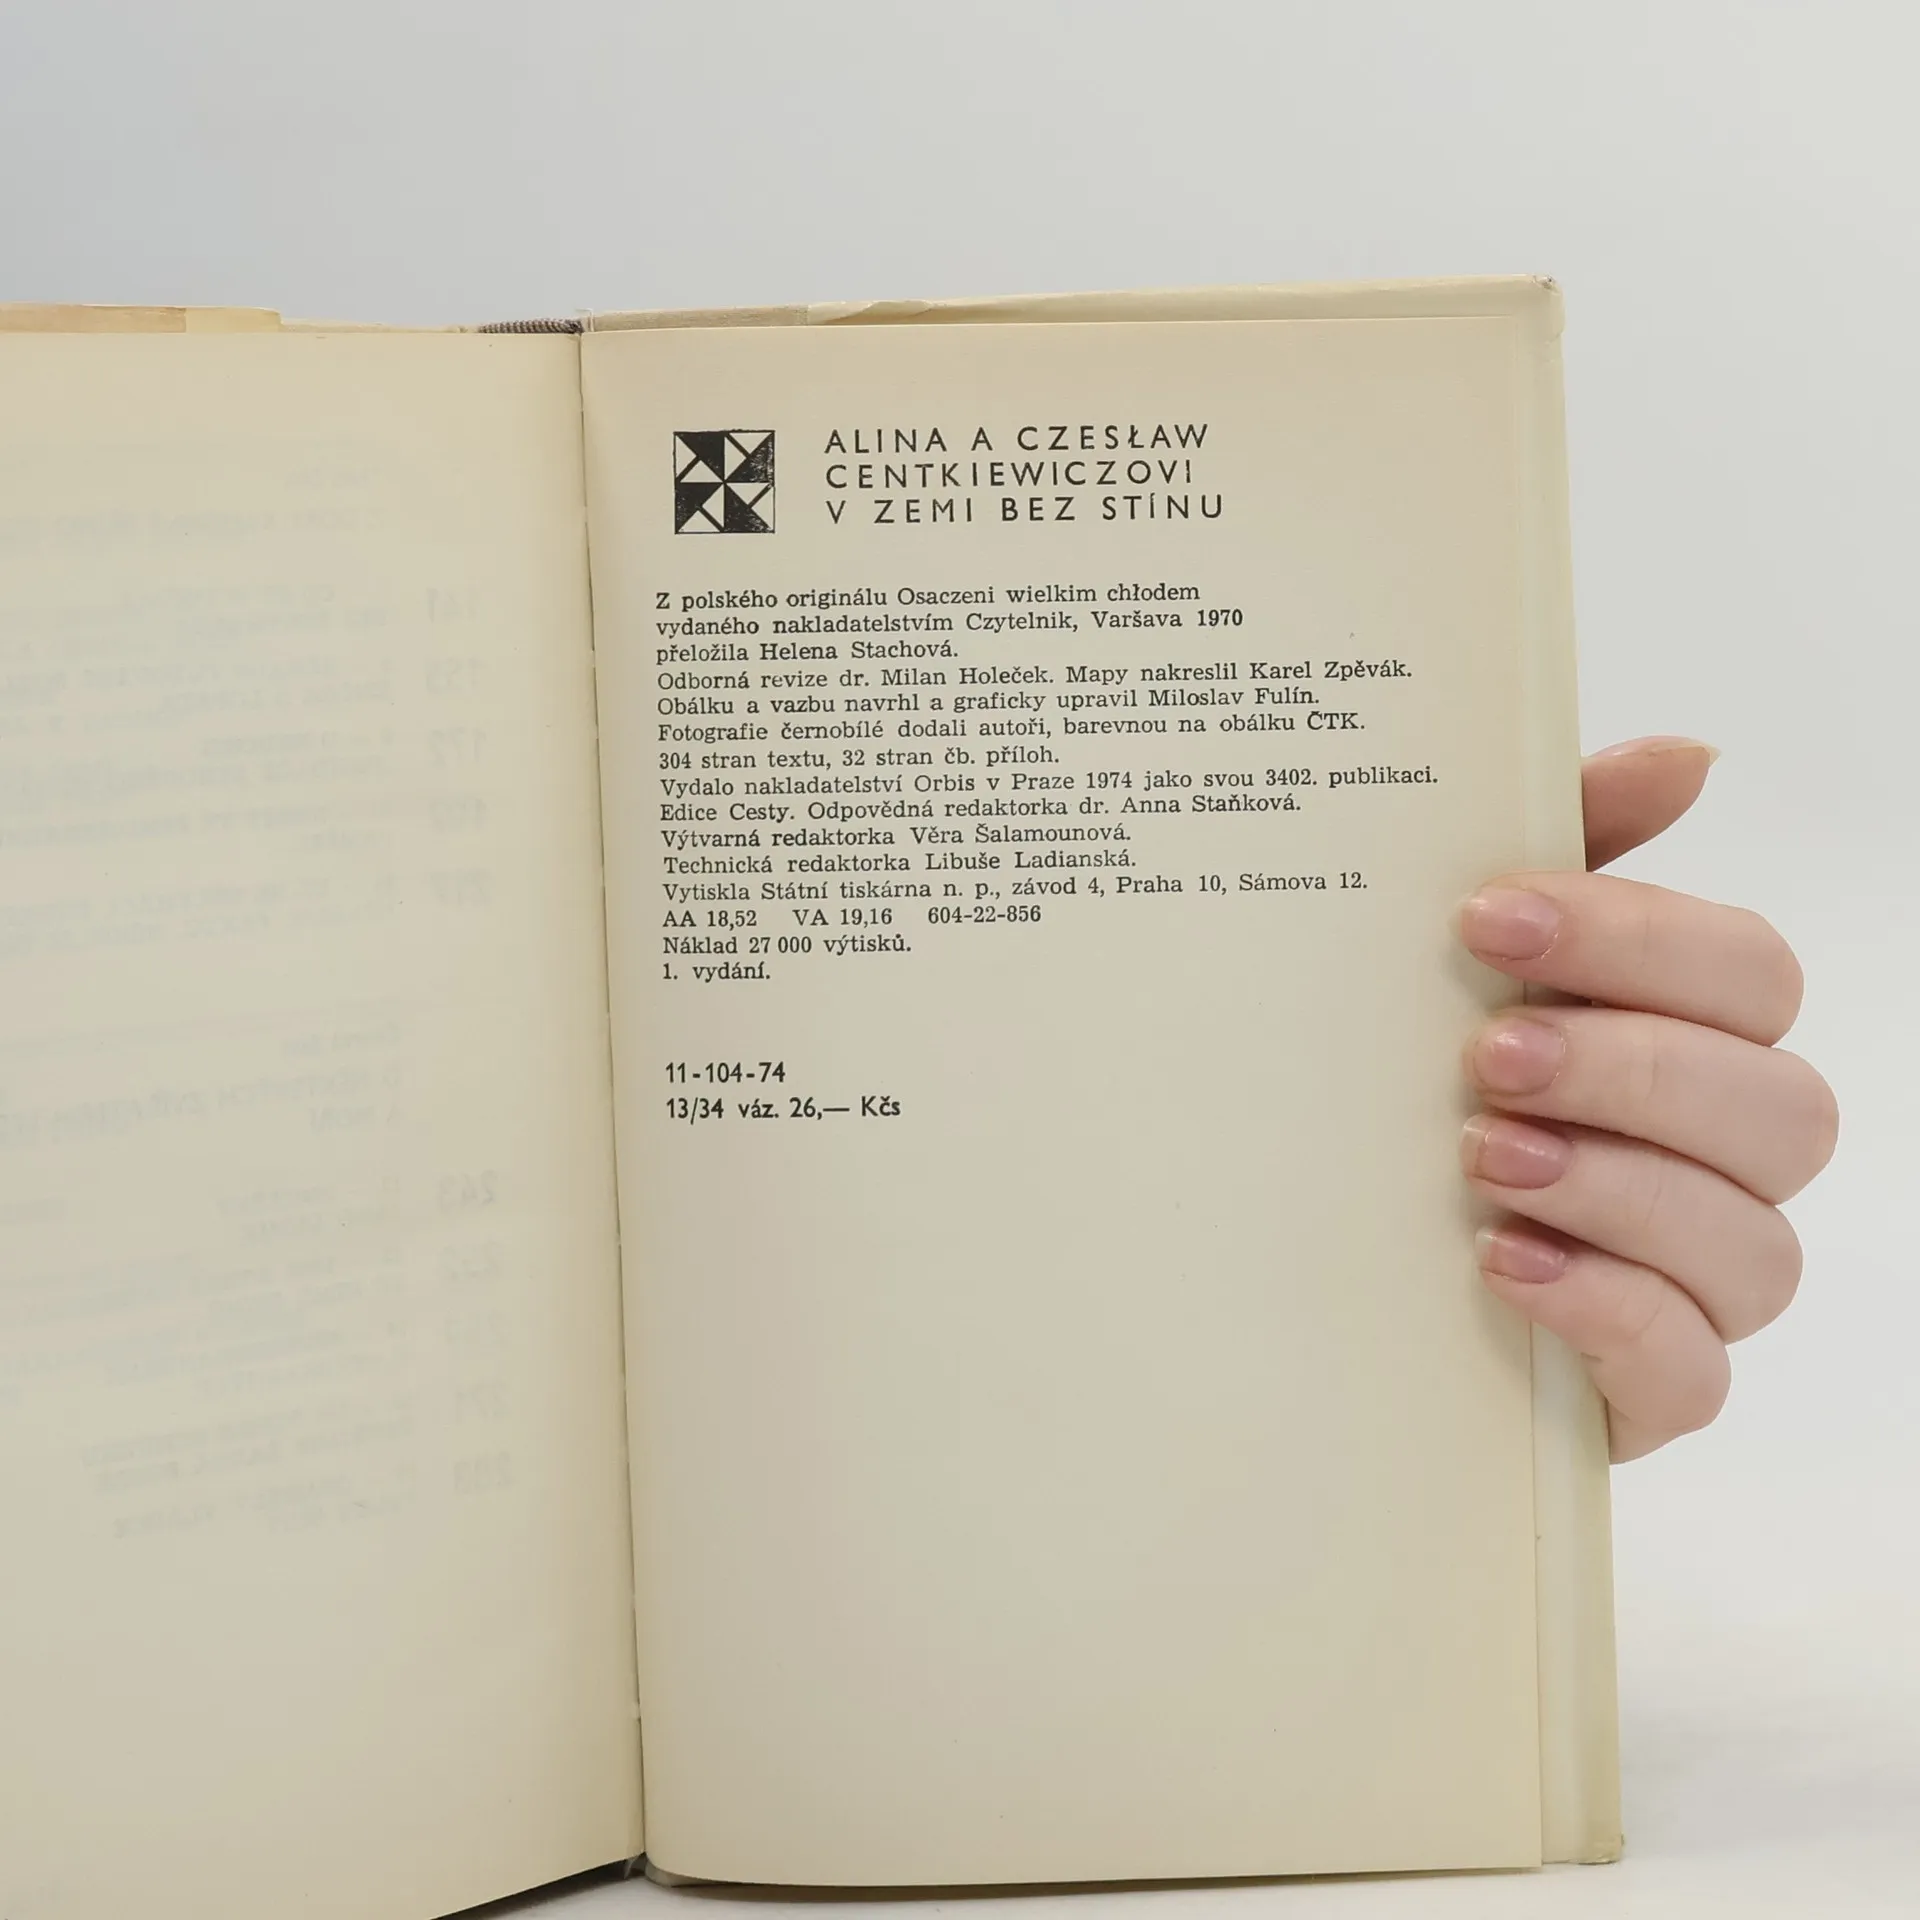 ALINA A CZESŁAW
CENTKIEWICZOVI
V ZEMI BEZ STÍNU
Z polského originálu Osaczeni wielkim chłodem
vydaného nakladatelstvím Czytelnik, Varšava 1970
přeložila Helena Stachová.
Odborná revize dr. Milan Holeček. Mapy nakreslil Karel Zpěvák.
Obálku a vazbu navrhl a graficky upravil Miloslav Fulín.
Fotografie černobílé dodali autoři, barevnou na obálku ČTK.
304 stran textu, 32 stran čb. příloh.
Vydalo nakladatelství Orbis v Praze 1974 jako svou 3402. publikaci.
Edice Cesty. Odpovědná redaktorka dr. Anna Staňková.
Výtvarná redaktorka Věra Šalamounová.
Technická redaktorka Libuše Ladianská.
Vytiskla Státní tiskárna n. p., závod 4, Praha 10, Sámova 12.
AA 18,52 VA 19,16 604-22-856
Náklad 27 000 výtisků.
1. vydání.
11-104-74
13/34 váz. 26,— Kčs